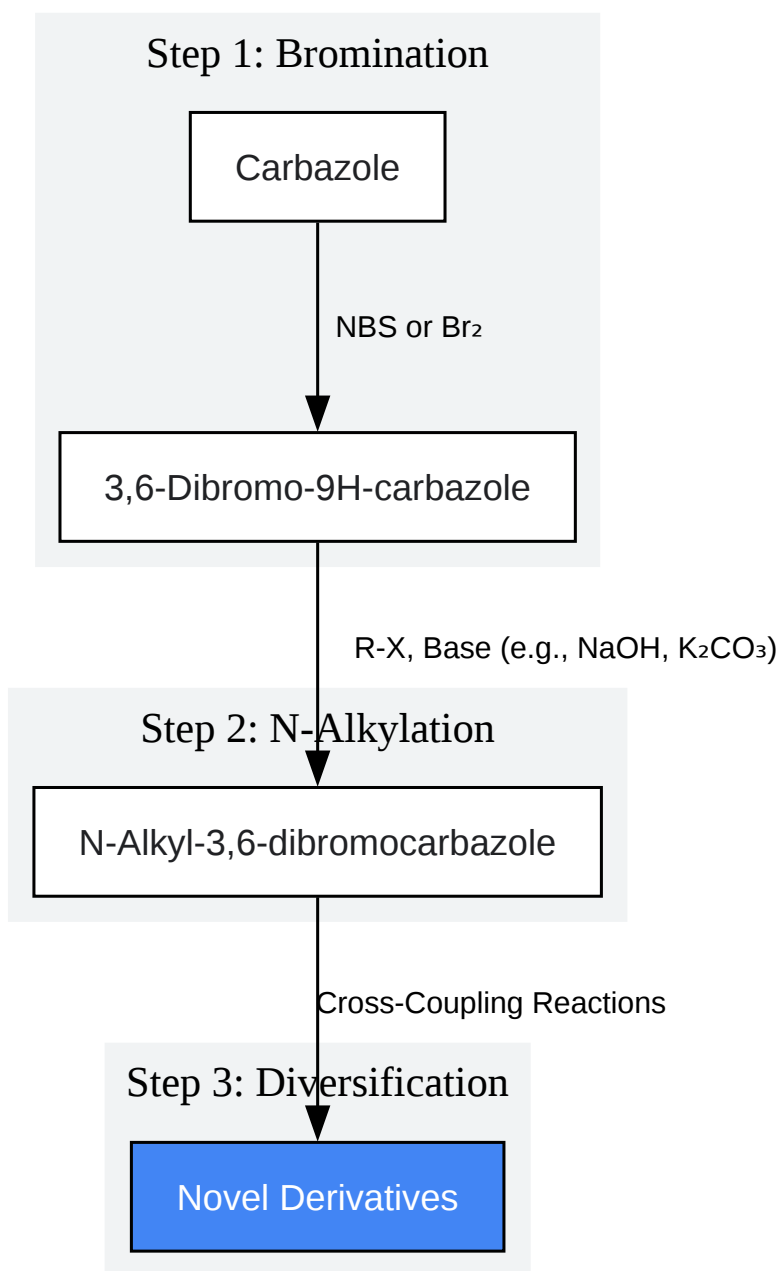 Step 1: Bromination
Carbazole
NBS or Br₂
3,6-Dibromo-9H-carbazole
R-X, Base (e.g., NaOH, K₂CO₃)
Step 2: N-Alkylation
N-Alkyl-3,6-dibromocarbazole
Cross-Coupling Reactions
Step 3: Diversification
Novel Derivatives